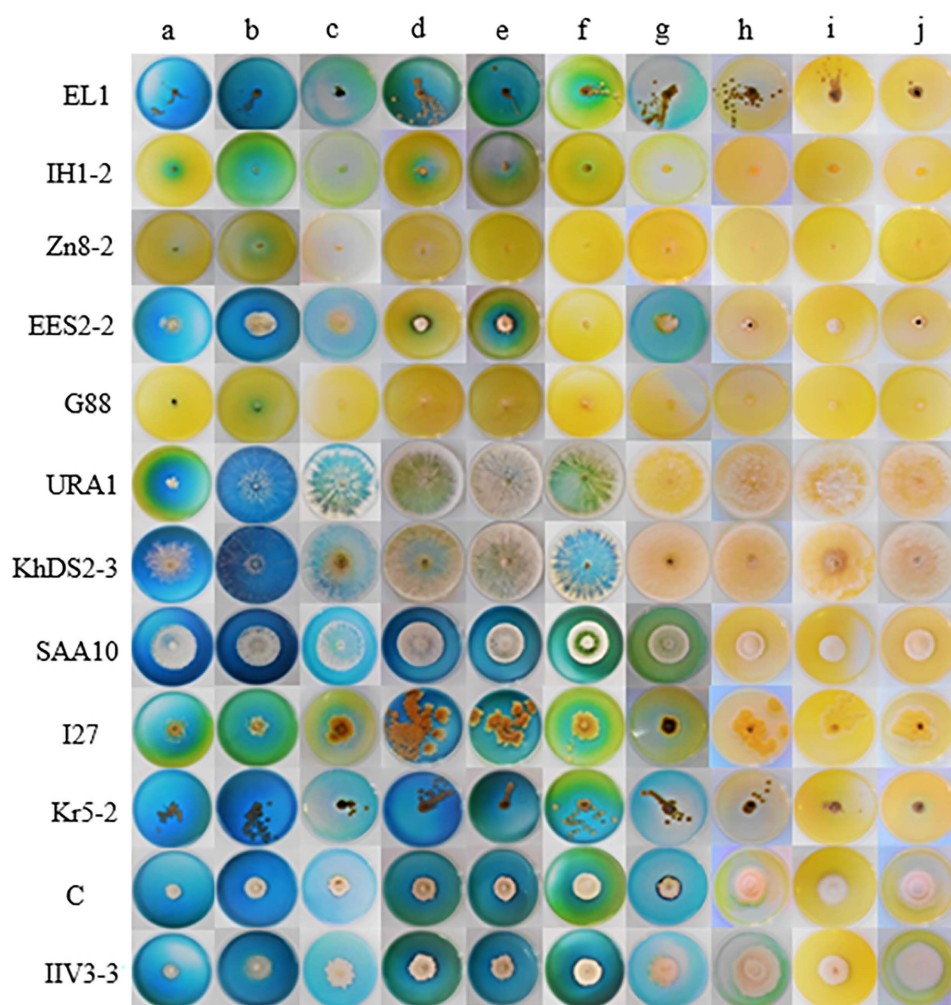 a b c d e f g h i j
EL1
IH1-2
Zn8-2
EES2-2
G88
URA1
KhDS2-3
SAA10
I27
Kr5-2
C
IIV3-3